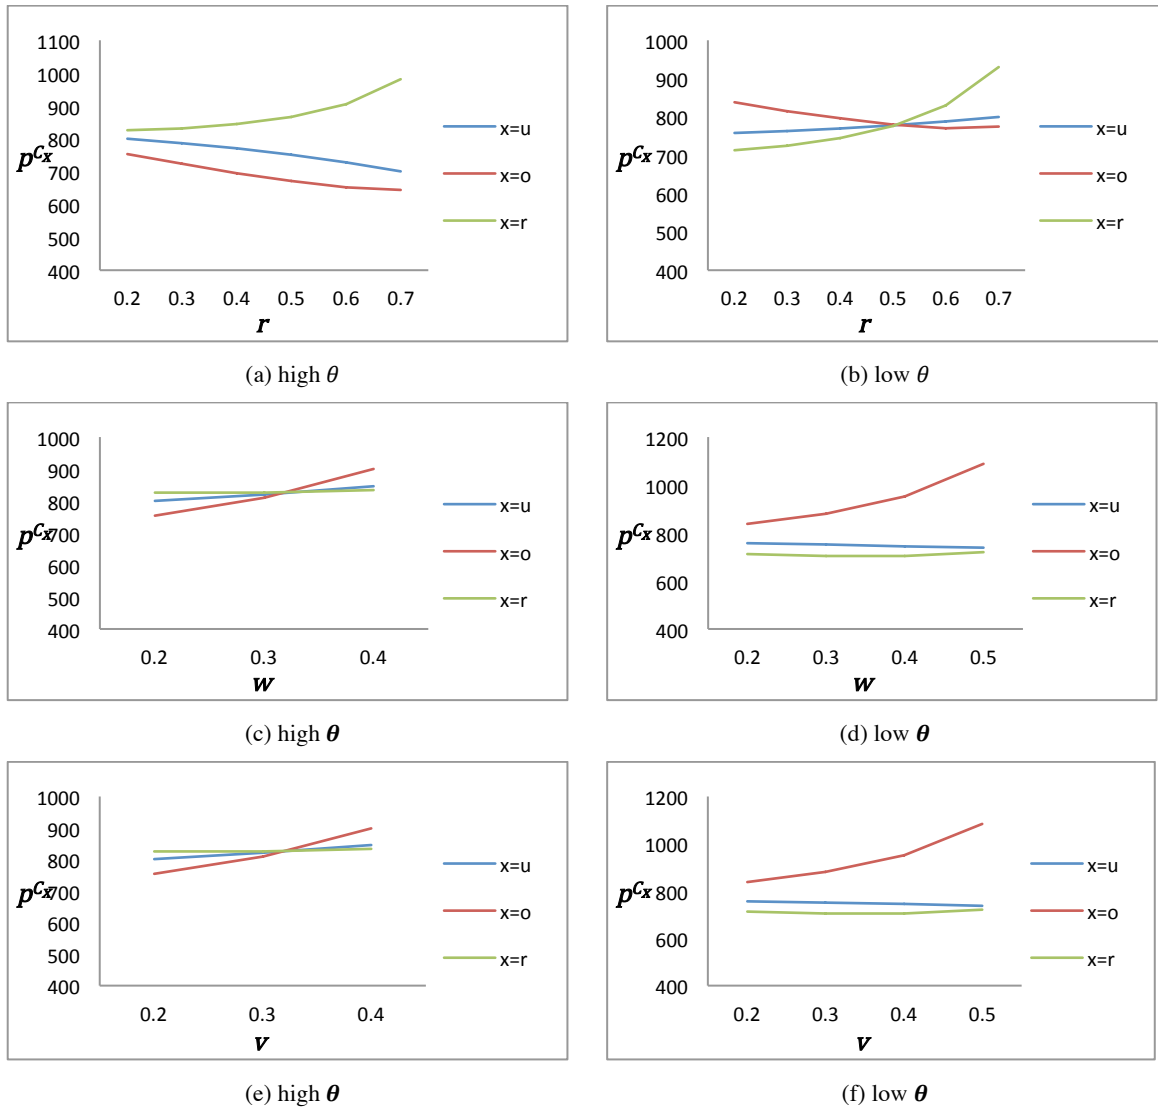 1100
1000
900
800
700
600
500
400
p^{C_x}
0.2 0.3 0.4 0.5 0.6 0.7
r
x=u
x=o
x=r
(a) high θ
1000
900
800
700
600
500
400
p^{C_x}
0.2 0.3 0.4 0.5 0.6 0.7
r
x=u
x=o
x=r
(b) low θ
1000
900
800
700
600
500
400
p^{C_x}
0.2 0.3 0.4
w
x=u
x=o
x=r
(c) high θ
1200
1000
800
600
400
p^{C_x}
0.2 0.3 0.4 0.5
w
x=u
x=o
x=r
(d) low θ
1000
900
800
700
600
500
400
p^{C_x}
0.2 0.3 0.4
v
x=u
x=o
x=r
(e) high θ
1200
1000
800
600
400
p^{C_x}
0.2 0.3 0.4 0.5
v
x=u
x=o
x=r
(f) low θ